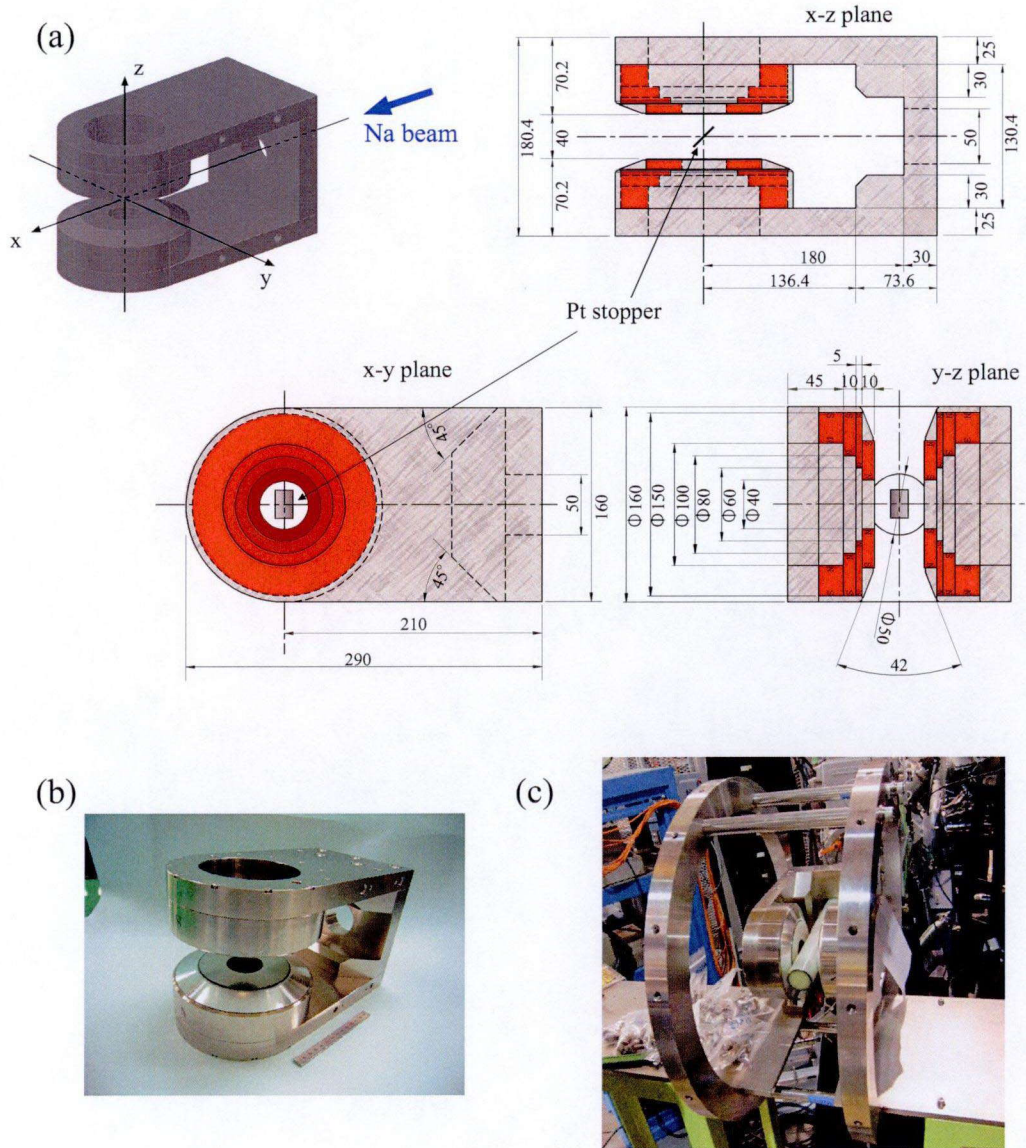 (a)
z
x
y
Na beam
x-z plane
70.2
40
70.2
180.4
25
30
50
30
25
130.4
180
30
136.4
73.6
Pt stopper
x-y plane
45°
45°
50
160
210
290
y-z plane
5
45
10
10
Φ160
Φ150
Φ100
Φ80
Φ60
Φ40
Φ50
42
(b)
(c)